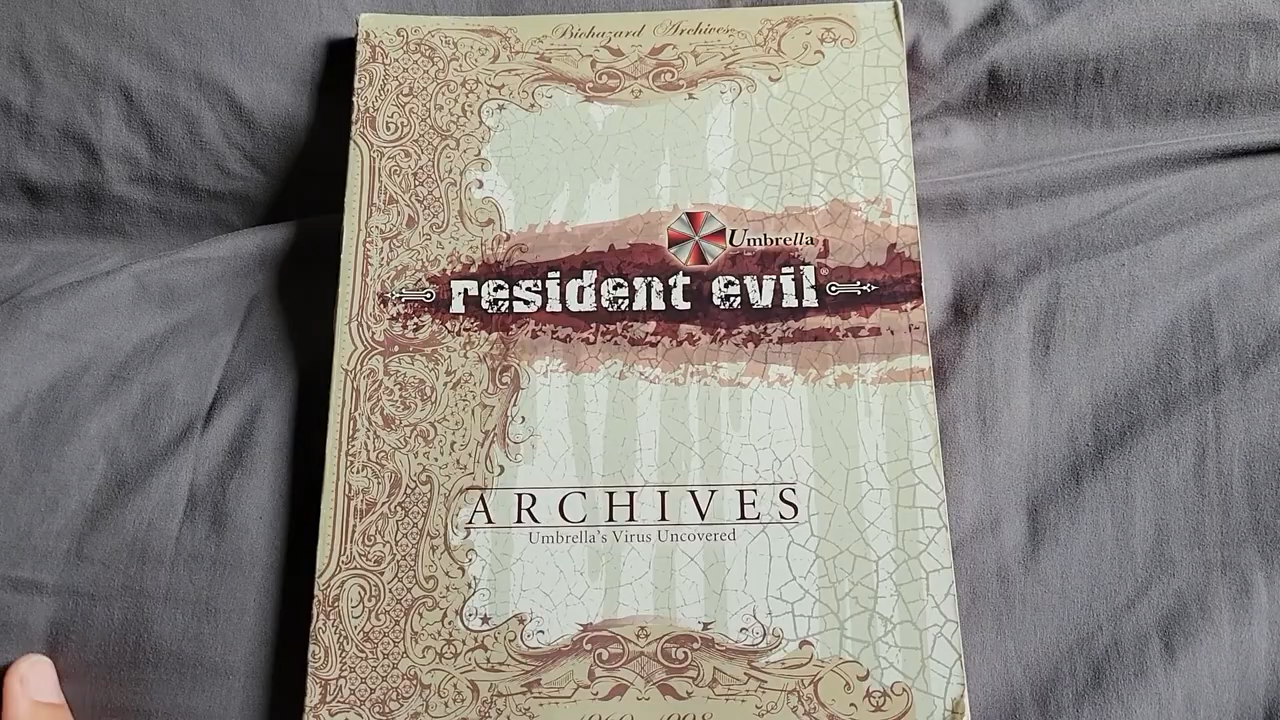 Biohazard Archives
Umbrella
resident evil®
ARCHIVES
Umbrella's Virus Uncovered